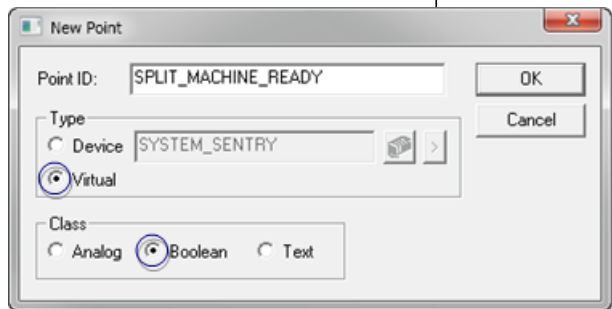 New Point
Point ID: SPLIT_MACHINE_READY
OK
Cancel
Type
Device SYSTEM_SENTRY >
Virtual
Class
Analog Boolean Text